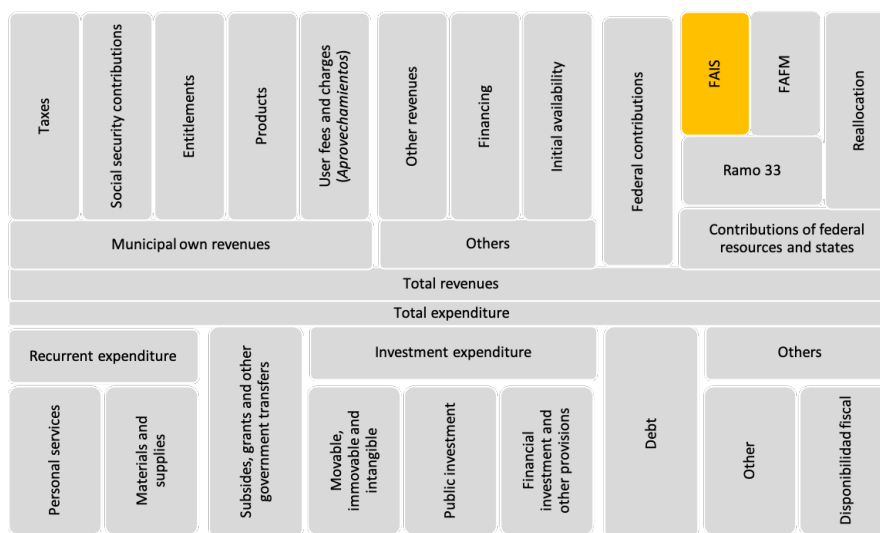 Taxes
Social security contributions
Entitlements
Products
User fees and charges
(Aprovechamientos)
Other revenues
Financing
Initial availability
Federal contributions
FAIS
FAFM
Reallocation
Ramo 33
Municipal own revenues
Others
Contributions of federal
resources and states
Total revenues
Total expenditure
Recurrent expenditure
Subsides, grants and other
government transfers
Investment expenditure
Debt
Others
Personal services
Materials and
supplies
Movable,
immovable and
intangible
Public investment
Financial
investment and
other provisions
Other
Disponibilidad fiscal